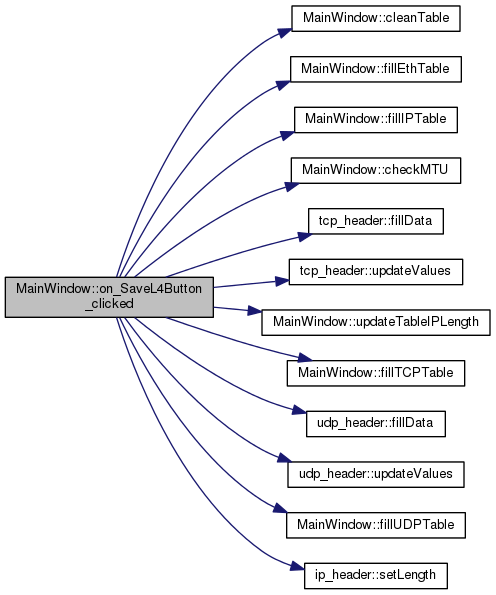 MainWindow::cleanTable
MainWindow::fillEthTable
MainWindow::fillIPTable
MainWindow::checkMTU
tcp_header::fillData
tcp_header::updateValues
MainWindow::on_SaveL4Button
_clicked
MainWindow::updateTableIPLength
MainWindow::fillTCPTable
udp_header::fillData
udp_header::updateValues
MainWindow::fillUDPTable
ip_header::setLength